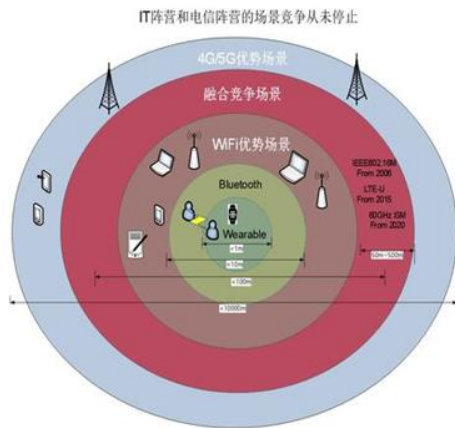 IT阵营和电信阵营的场景竞争从未停止
4G/5G优势场景
融合竞争场景
WiFi优势场景
Bluetooth
Wearable
IEEE802.16M
From 2006
LTE-U
From 2015
60GHz ISM
From 2020
<1m
<10m
<100m
50m~500m
<10000m